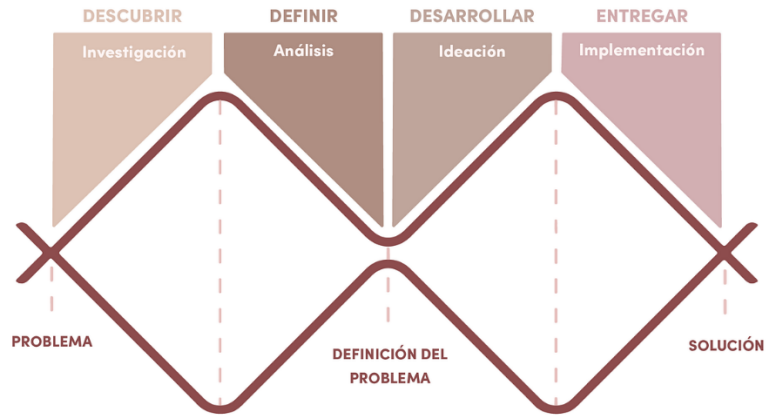 DESCUBRIR
DEFINIR
DESARROLLAR
ENTREGAR
Investigación
Análisis
Ideación
Implementación
PROBLEMA
DEFINICIÓN DEL
PROBLEMA
SOLUCIÓN